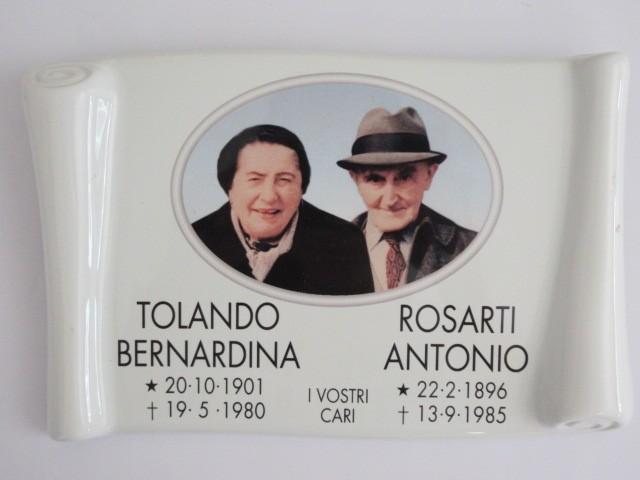 TOLANDO
BERNARDINA
★ 20·10·1901
† 19· 5 ·1980
I VOSTRI
CARI
ROSARTI
ANTONIO
★ 22·2·1896
† 13·9·1985